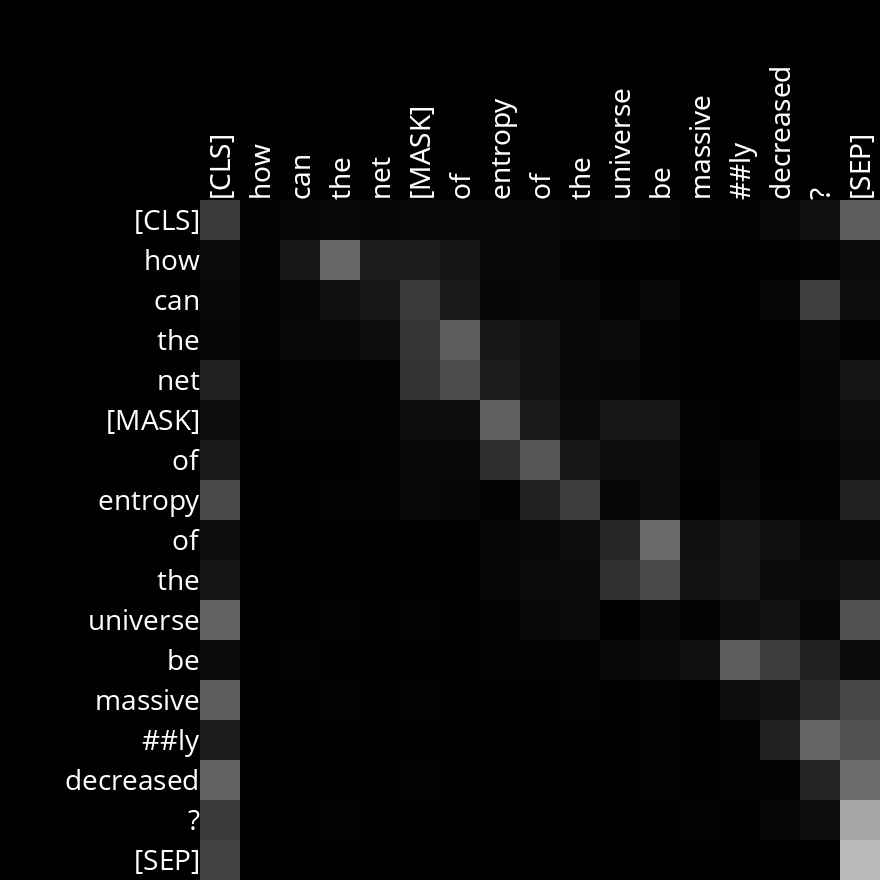 [CLS] how can the net [MASK] of entropy of the universe be massive ##ly decreased ? [SEP]
[CLS]
how
can
the
net
[MASK]
of
entropy
of
the
universe
be
massive
##ly
decreased
?
[SEP]